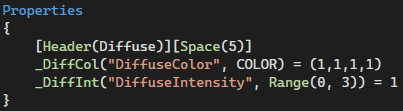 Properties
{
    [Header(Diffuse)][Space(5)]
    _DiffCol("DiffuseColor", COLOR) = (1,1,1,1)
    _DiffInt("DiffuseIntensity", Range(0, 3)) = 1
}